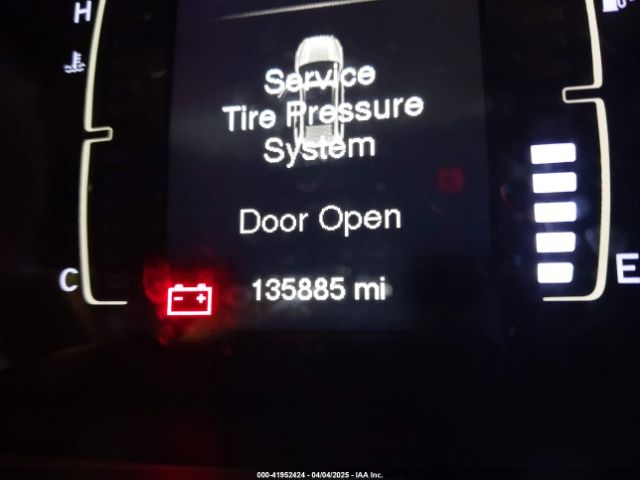 H
Service
Tire Pressure
System
Door Open
C
E
135885 mi
000-41952424 - 04/04/2025 - IAA Inc.